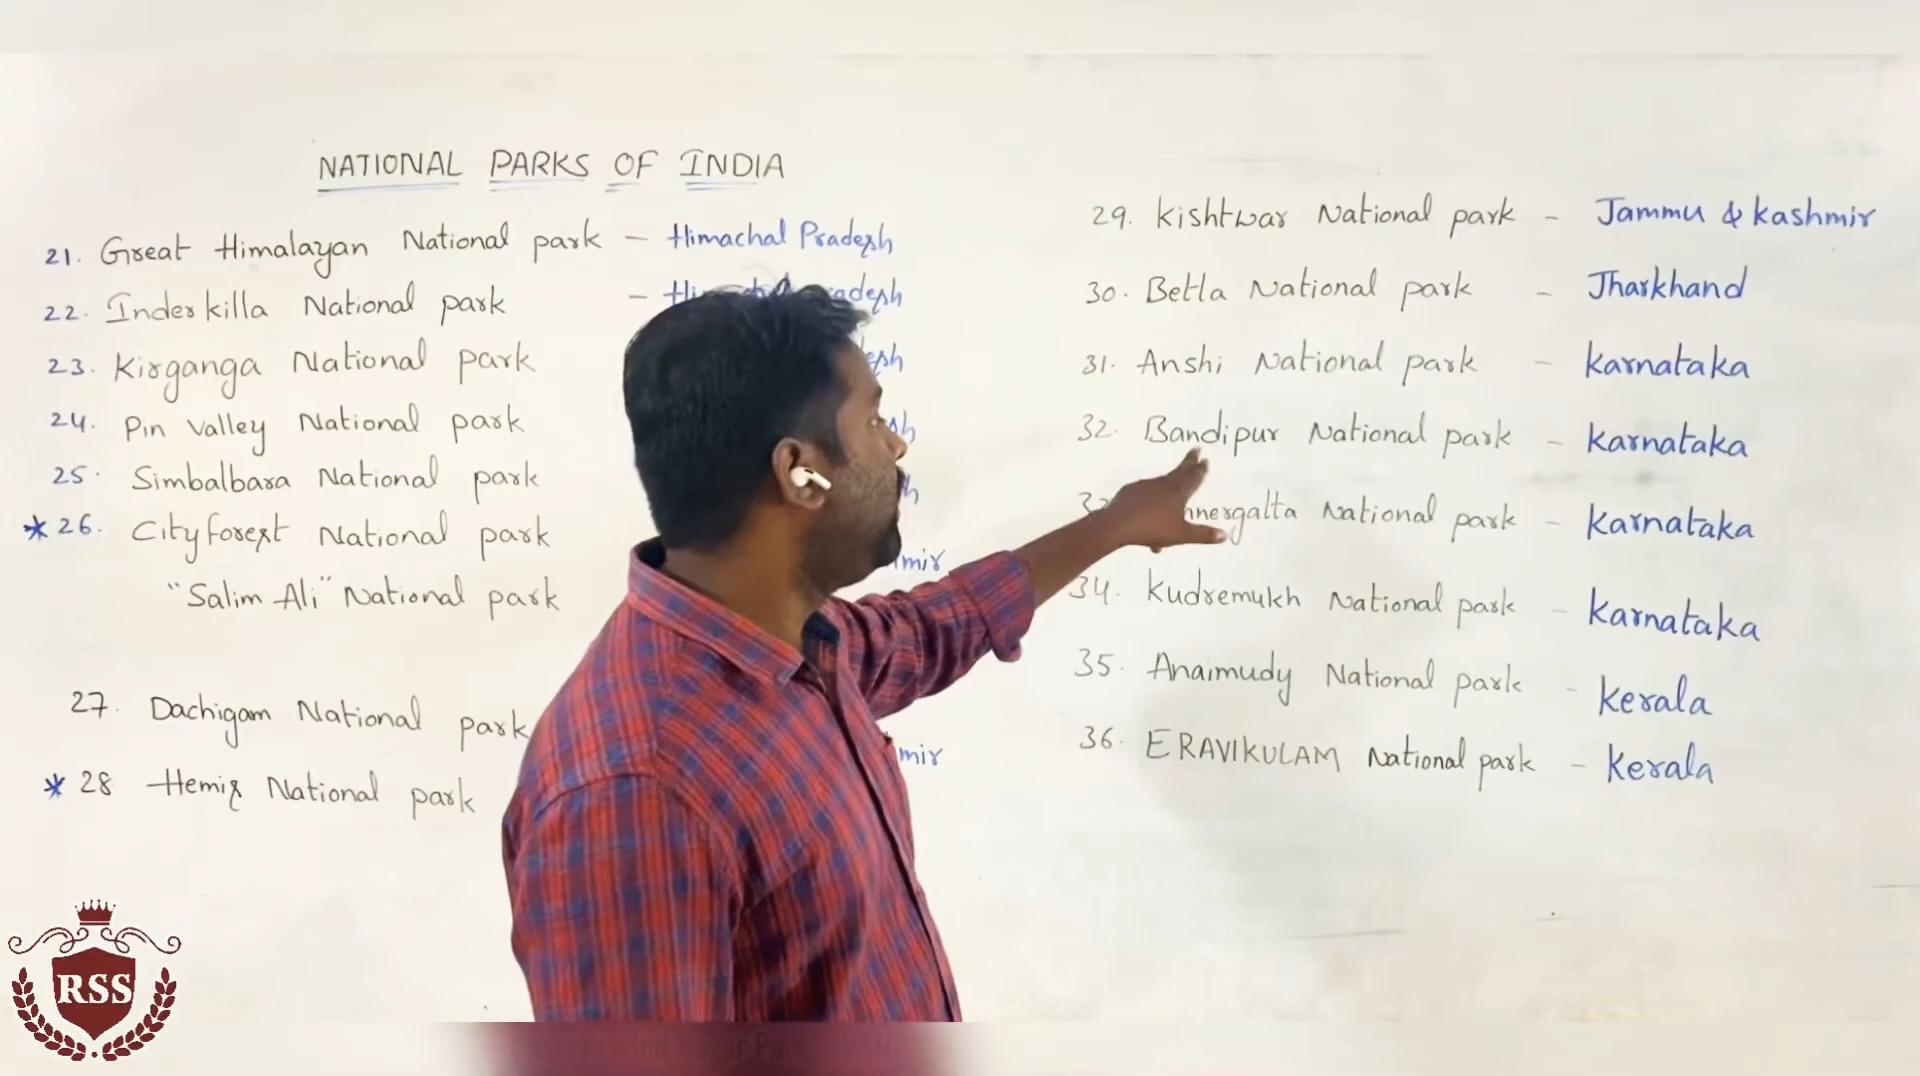 NATIONAL PARKS OF INDIA
21. Great Himalayan National park - Himachal Pradesh
22. Inderkilla National park - Pradesh
23. Kirganga National park
24. Pin Valley National park
25. Simbalbara National park
* 26. City forest National park
"Salim Ali" National park
27. Dachigam National park
* 28 Hemis National park
29. Kishtwar National park - Jammu & Kashmir
30. Betla National park - Jharkhand
31. Anshi National park - Karnataka
32. Bandipur National park - Karnataka
National park - Karnataka
34. Kudremukh National park - Karnataka
35. Anaimudy National park - Kerala
36. ERAVIKULAM National park - Kerala
RSS